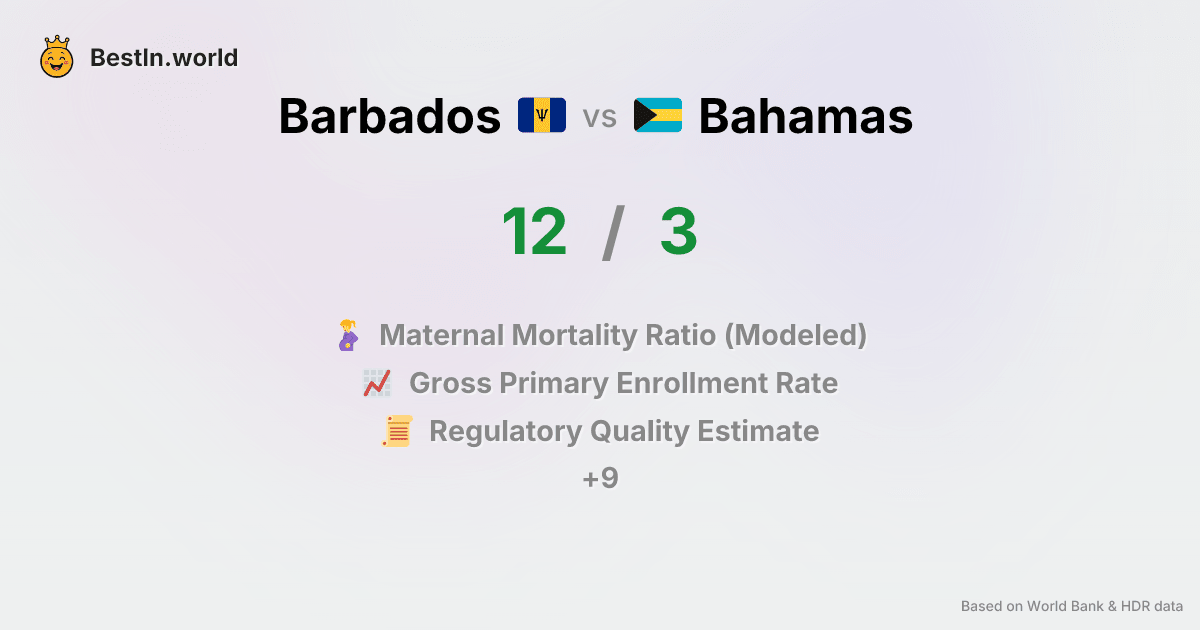 BestIn.world
Barbados vs Bahamas
12 / 3
Maternal Mortality Ratio (Modeled)
Gross Primary Enrollment Rate
Regulatory Quality Estimate
+9
Based on World Bank & HDR data